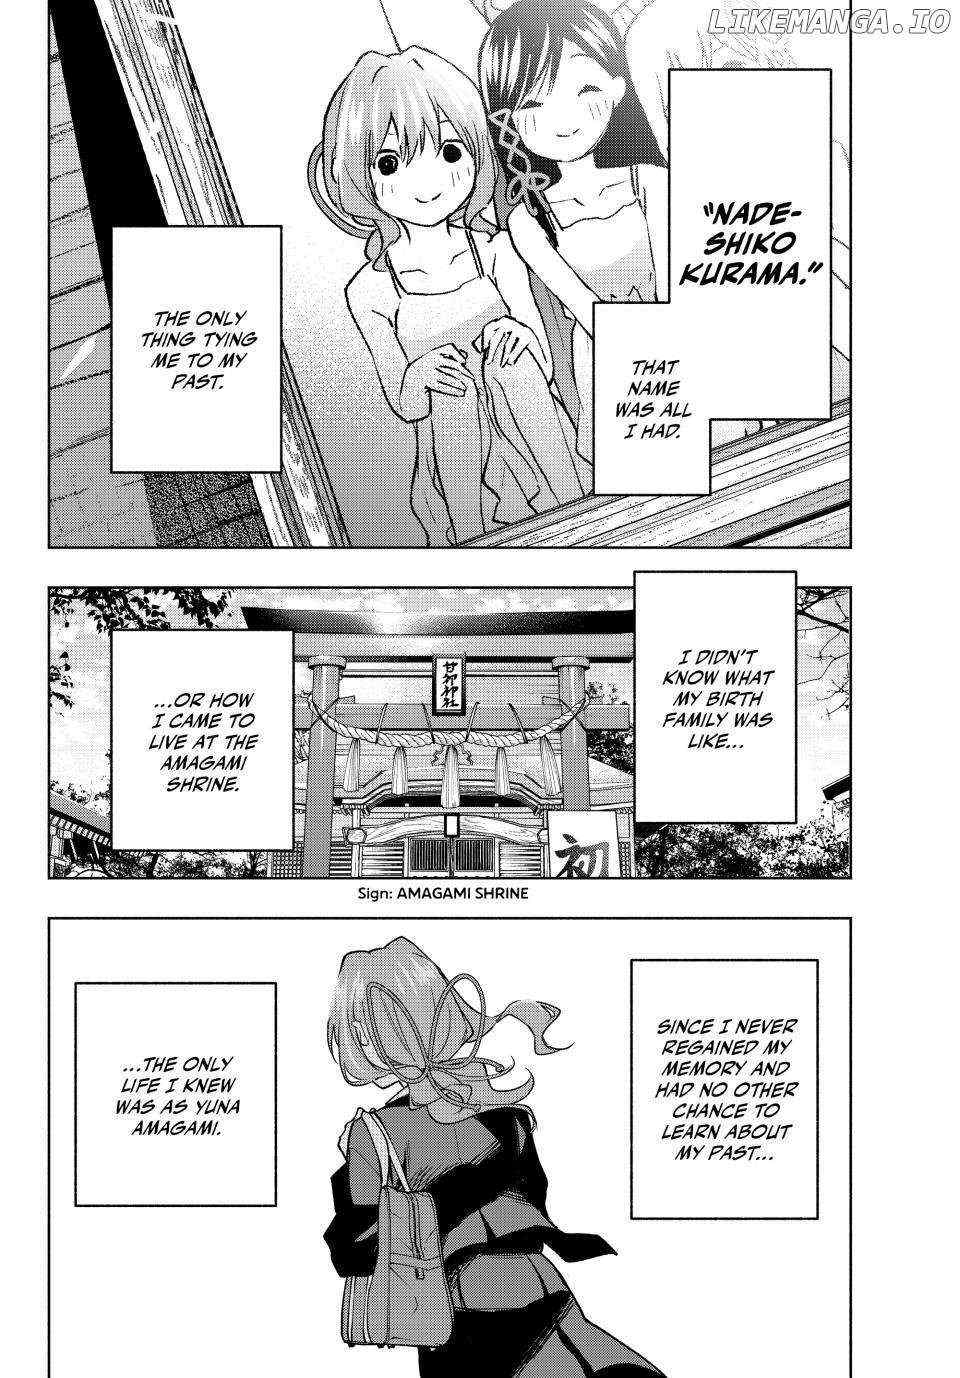 LIKEMANGA.IO
"NADE-
SHIKO
KURAMA."
THAT
NAME
WAS ALL
I HAD.
THE ONLY
THING TYING
ME TO MY
PAST.
I DIDN'T
KNOW WHAT
MY BIRTH
FAMILY WAS
LIKE...
...OR HOW
I CAME TO
LIVE AT THE
AMAGAMI
SHRINE.
甘神神社
初
Sign: AMAGAMI SHRINE
SINCE I NEVER
REGAINED MY
MEMORY AND
HAD NO OTHER
CHANCE TO
LEARN ABOUT
MY PAST...
...THE ONLY
LIFE I KNEW
WAS AS YUNA
AMAGAMI.